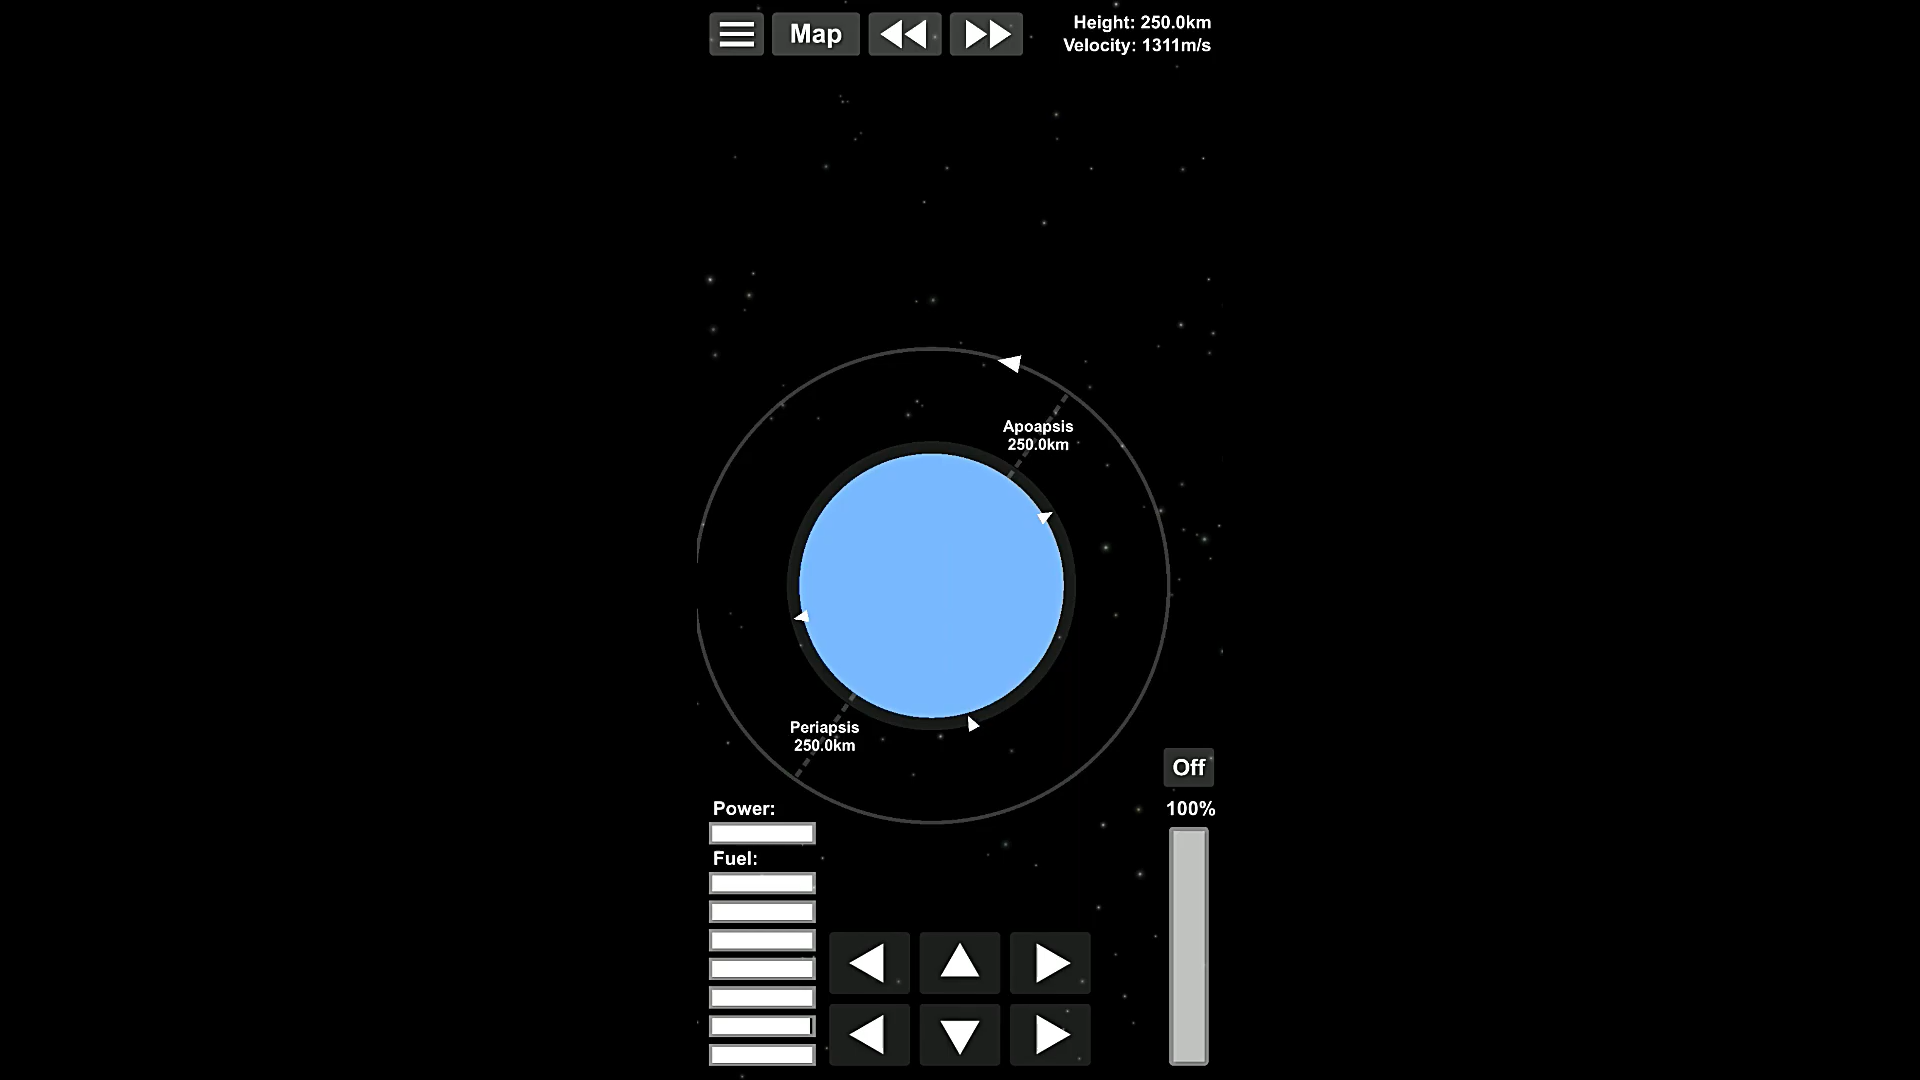 Map
Height: 250.0km
Velocity: 1311m/s
Apoapsis
250.0km
Periapsis
250.0km
Off
100%
Power:
Fuel: